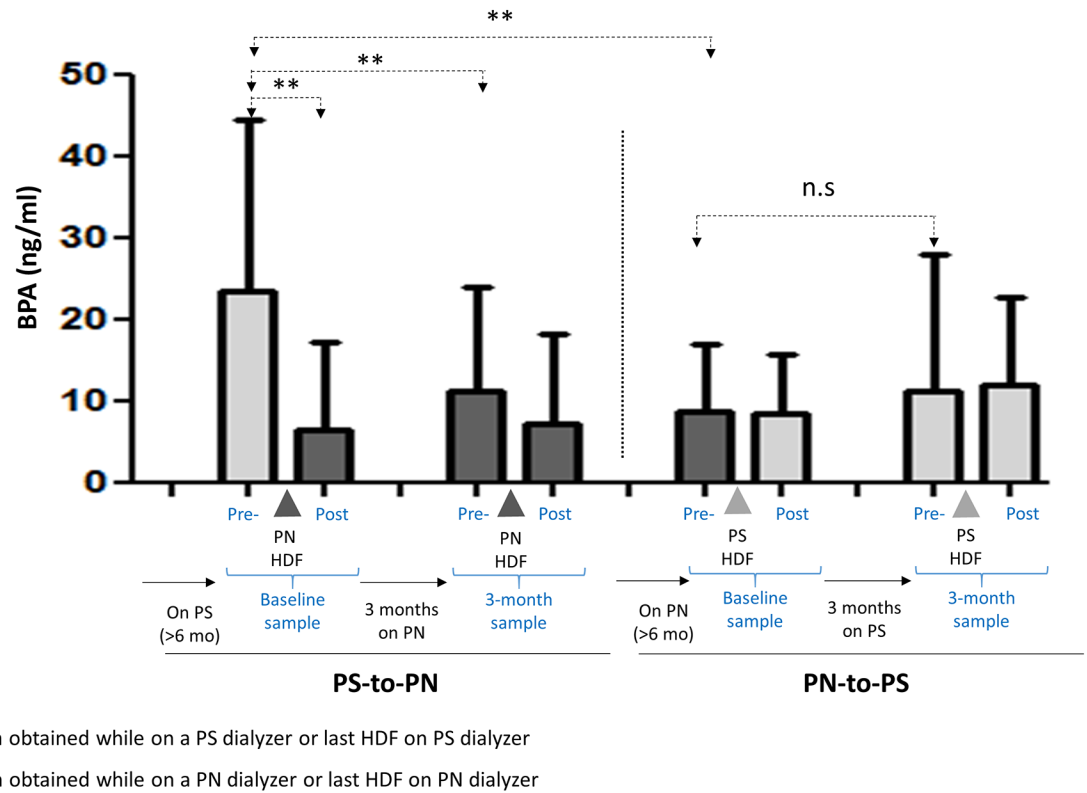 **
**
**
50
40
30
20
10
0
BPA (ng/ml)
n.s
Pre- Post Pre- Post Pre- Post Pre- Post
PN PN PS PS
HDF HDF HDF HDF
On PS
(>6 mo)
Baseline
sample
3 months
on PN
3-month
sample
On PN
(>6 mo)
Baseline
sample
3 months
on PS
3-month
sample
PS-to-PN PN-to-PS
obtained while on a PS dialyzer or last HDF on PS dialyzer
obtained while on a PN dialyzer or last HDF on PN dialyzer